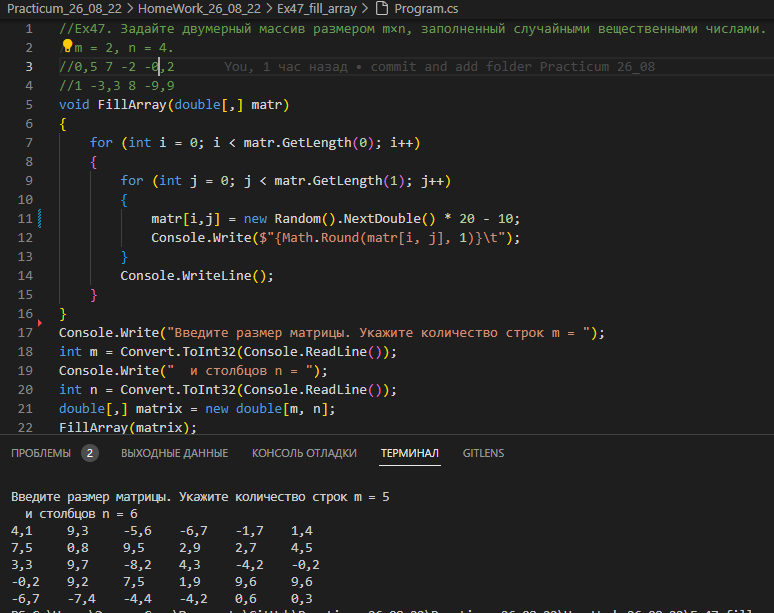 Practicum_26_08_22 > HomeWork_26_08_22 > Ex47_fill_array > Program.cs
1 //Ex47. Задайте двумерный массив размером m×n, заполненный случайными вещественными числами.
2 m = 2, n = 4.
3 //0,5 7 -2 -0,2 You, 1 час назад • commit and add folder Practicum 26_08
4 //1 -3,3 8 -9,9
5 void FillArray(double[,] matr)
6 {
7 for (int i = 0; i < matr.GetLength(0); i++)
8 {
9 for (int j = 0; j < matr.GetLength(1); j++)
10 {
11 matr[i,j] = new Random().NextDouble() * 20 - 10;
12 Console.Write($"{Math.Round(matr[i, j], 1)}\t");
13 }
14 Console.WriteLine();
15 }
16 }
17 Console.Write("Введите размер матрицы. Укажите количество строк m = ");
18 int m = Convert.ToInt32(Console.ReadLine());
19 Console.Write("  и столбцов n = ");
20 int n = Convert.ToInt32(Console.ReadLine());
21 double[,] matrix = new double[m, n];
22 FillArray(matrix);
ПРОБЛЕМЫ 2 ВЫХОДНЫЕ ДАННЫЕ КОНСОЛЬ ОТЛАДКИ ТЕРМИНАЛ GITLENS
Введите размер матрицы. Укажите количество строк m = 5
и столбцов n = 6
4,1 9,3 -5,6 -6,7 -1,7 1,4
7,5 0,8 9,5 2,9 2,7 4,5
3,3 9,7 -8,2 4,3 -4,2 -0,2
-0,2 9,2 7,5 1,9 9,6 9,6
-6,7 -7,4 -4,4 -4,2 0,6 0,3